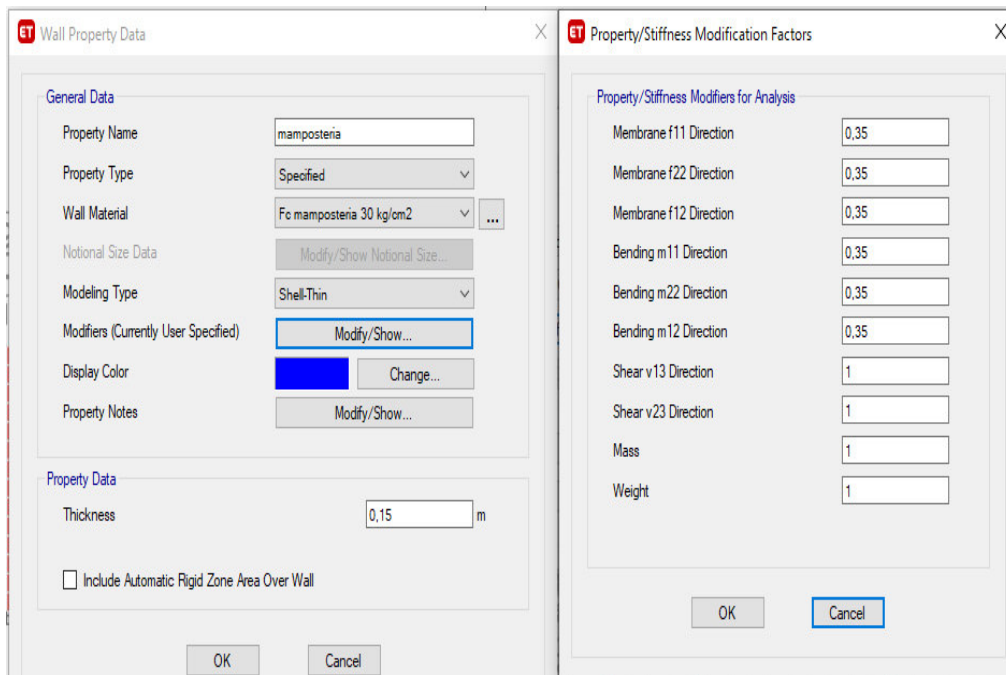 ET Wall Property Data X
General Data
Property Name mamposteria
Property Type Specified
Wall Material Fc mamposteria 30 kg/cm2 ...
Notional Size Data Modify/Show Notional Size...
Modeling Type Shell-Thin
Modifiers (Currently User Specified) Modify/Show...
Display Color Change...
Property Notes Modify/Show...
Property Data
Thickness 0,15 m
Include Automatic Rigid Zone Area Over Wall
OK Cancel
ET Property/Stiffness Modification Factors X
Property/Stiffness Modifiers for Analysis
Membrane f11 Direction 0,35
Membrane f22 Direction 0,35
Membrane f12 Direction 0,35
Bending m11 Direction 0,35
Bending m22 Direction 0,35
Bending m12 Direction 0,35
Shear v13 Direction 1
Shear v23 Direction 1
Mass 1
Weight 1
OK Cancel